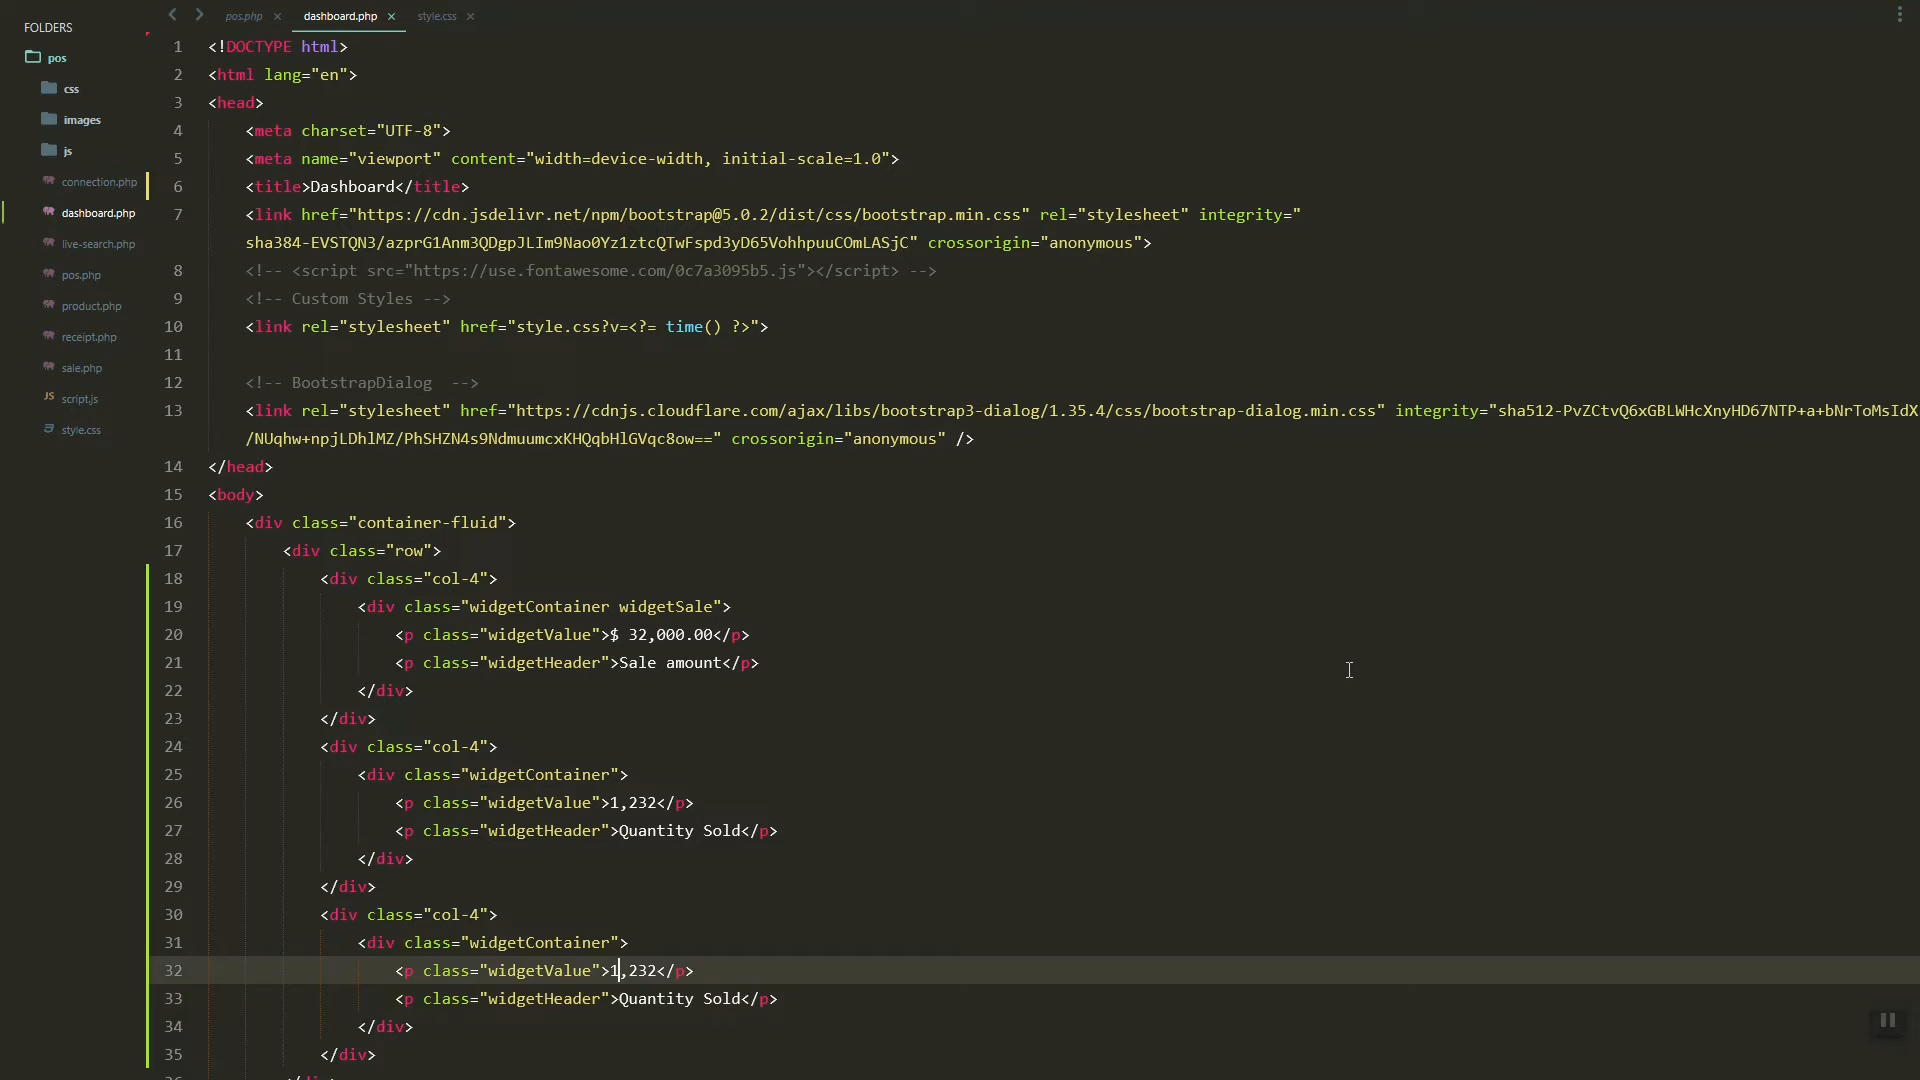 FOLDERS
pos
css
images
js
connection.php
dashboard.php
live-search.php
pos.php
product.php
receipt.php
sale.php
JS script.js
style.css
pos.php × dashboard.php × style.css ×
1 <!DOCTYPE html>
2 <html lang="en">
3 <head>
4 <meta charset="UTF-8">
5 <meta name="viewport" content="width=device-width, initial-scale=1.0">
6 <title>Dashboard</title>
7 <link href="https://cdn.jsdelivr.net/npm/bootstrap@5.0.2/dist/css/bootstrap.min.css" rel="stylesheet" integrity="
sha384-EVSTQN3/azprG1Anm3QDgpJLIm9Nao0Yz1ztcQTwFspd3yD65VohhpuuCOmLASjC" crossorigin="anonymous">
8 <!-- <script src="https://use.fontawesome.com/0c7a3095b5.js"></script> -->
9 <!-- Custom Styles -->
10 <link rel="stylesheet" href="style.css?v=<?= time() ?>">
11
12 <!-- BootstrapDialog -->
13 <link rel="stylesheet" href="https://cdnjs.cloudflare.com/ajax/libs/bootstrap3-dialog/1.35.4/css/bootstrap-dialog.min.css" integrity="sha512-PvZCtvQ6xGBLWHcXnyHD67NTP+a+bNrToMsIdX
/NUqhw+npjLDhlMZ/PhSHZN4s9NdmuumcxKHQqbHlGVqc8ow==" crossorigin="anonymous" />
14 </head>
15 <body>
16 <div class="container-fluid">
17 <div class="row">
18 <div class="col-4">
19 <div class="widgetContainer widgetSale">
20 <p class="widgetValue">$ 32,000.00</p>
21 <p class="widgetHeader">Sale amount</p>
22 </div>
23 </div>
24 <div class="col-4">
25 <div class="widgetContainer">
26 <p class="widgetValue">1,232</p>
27 <p class="widgetHeader">Quantity Sold</p>
28 </div>
29 </div>
30 <div class="col-4">
31 <div class="widgetContainer">
32 <p class="widgetValue">1,232</p>
33 <p class="widgetHeader">Quantity Sold</p>
34 </div>
35 </div>